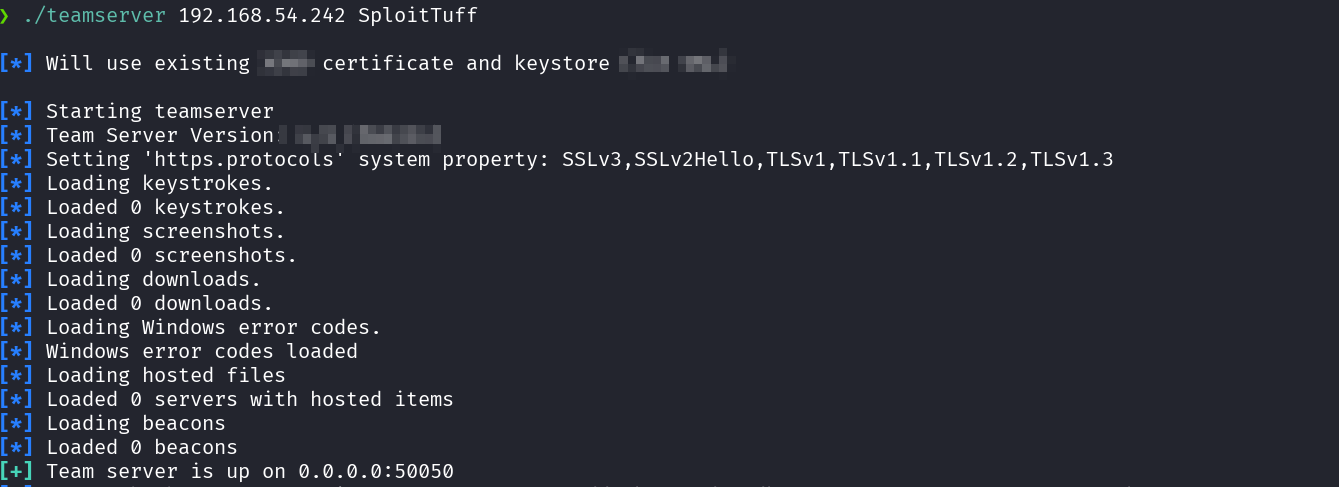 ❯ ./teamserver 192.168.54.242 SploitTuff
[*] Will use existing certificate and keystore
[*] Starting teamserver
[*] Team Server Version:
[*] Setting 'https.protocols' system property: SSLv3,SSLv2Hello,TLSv1,TLSv1.1,TLSv1.2,TLSv1.3
[*] Loading keystrokes.
[*] Loaded 0 keystrokes.
[*] Loading screenshots.
[*] Loaded 0 screenshots.
[*] Loading downloads.
[*] Loaded 0 downloads.
[*] Loading Windows error codes.
[*] Windows error codes loaded
[*] Loading hosted files
[*] Loaded 0 servers with hosted items
[*] Loading beacons
[*] Loaded 0 beacons
[+] Team server is up on 0.0.0.0:50050